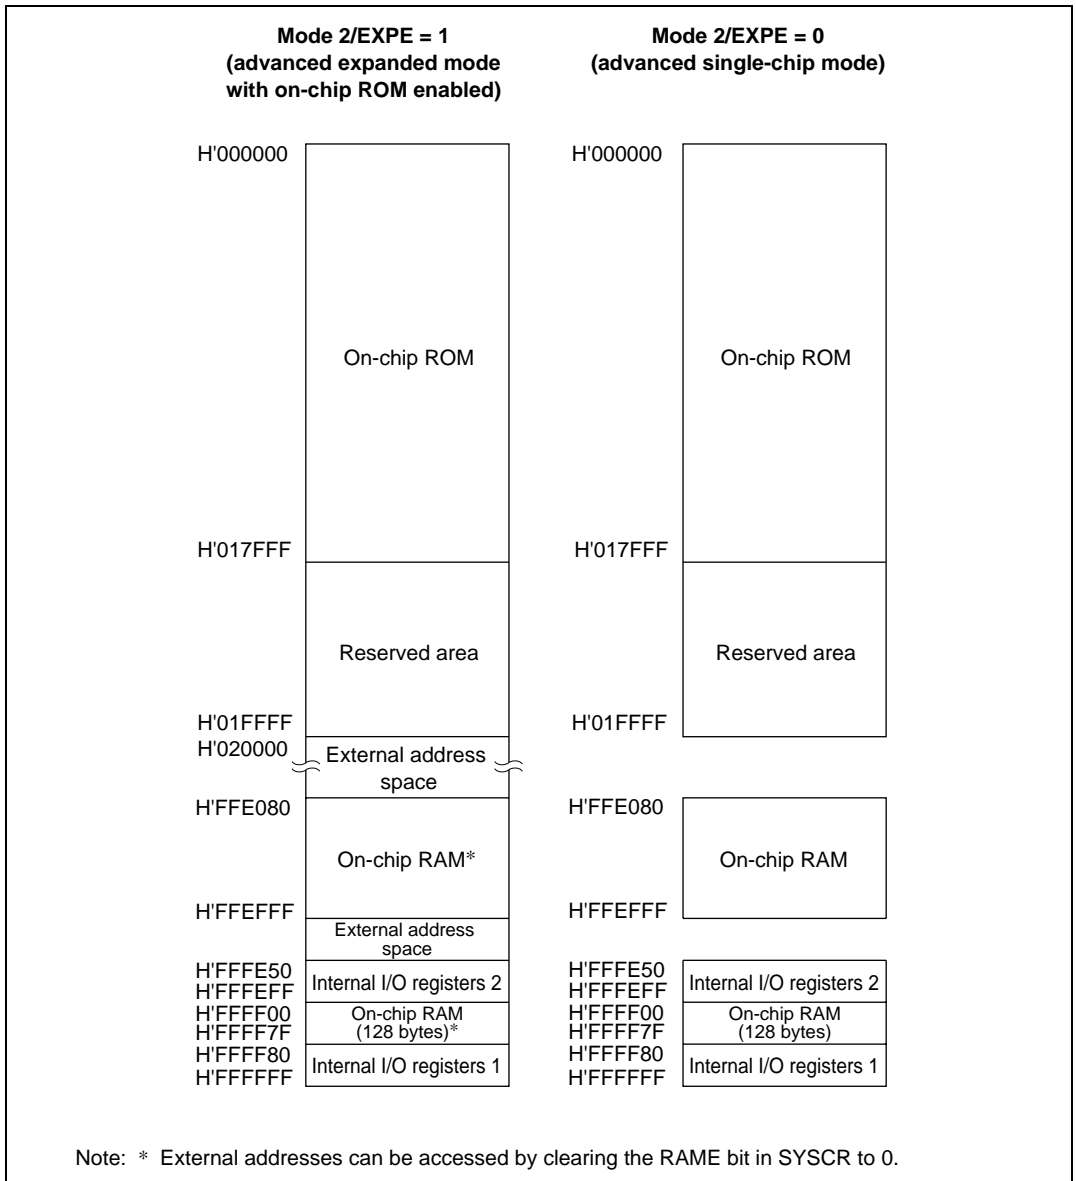 Mode 2/EXPE = 1
(advanced expanded mode
with on-chip ROM enabled)
Mode 2/EXPE = 0
(advanced single-chip mode)
H'000000
On-chip ROM
H'017FFF
Reserved area
H'01FFFF
H'020000
External address
space
H'FFE080
On-chip RAM*
H'FFEFFF
External address
space
H'FFFE50
Internal I/O registers 2
H'FFFEFF
H'FFFF00
On-chip RAM
(128 bytes)*
H'FFFF7F
H'FFFF80
Internal I/O registers 1
H'FFFFFF
H'000000
On-chip ROM
H'017FFF
Reserved area
H'01FFFF
H'FFE080
On-chip RAM
H'FFEFFF
H'FFFE50
Internal I/O registers 2
H'FFFEFF
H'FFFF00
On-chip RAM
(128 bytes)
H'FFFF7F
H'FFFF80
Internal I/O registers 1
H'FFFFFF
Note: * External addresses can be accessed by clearing the RAME bit in SYSCR to 0.